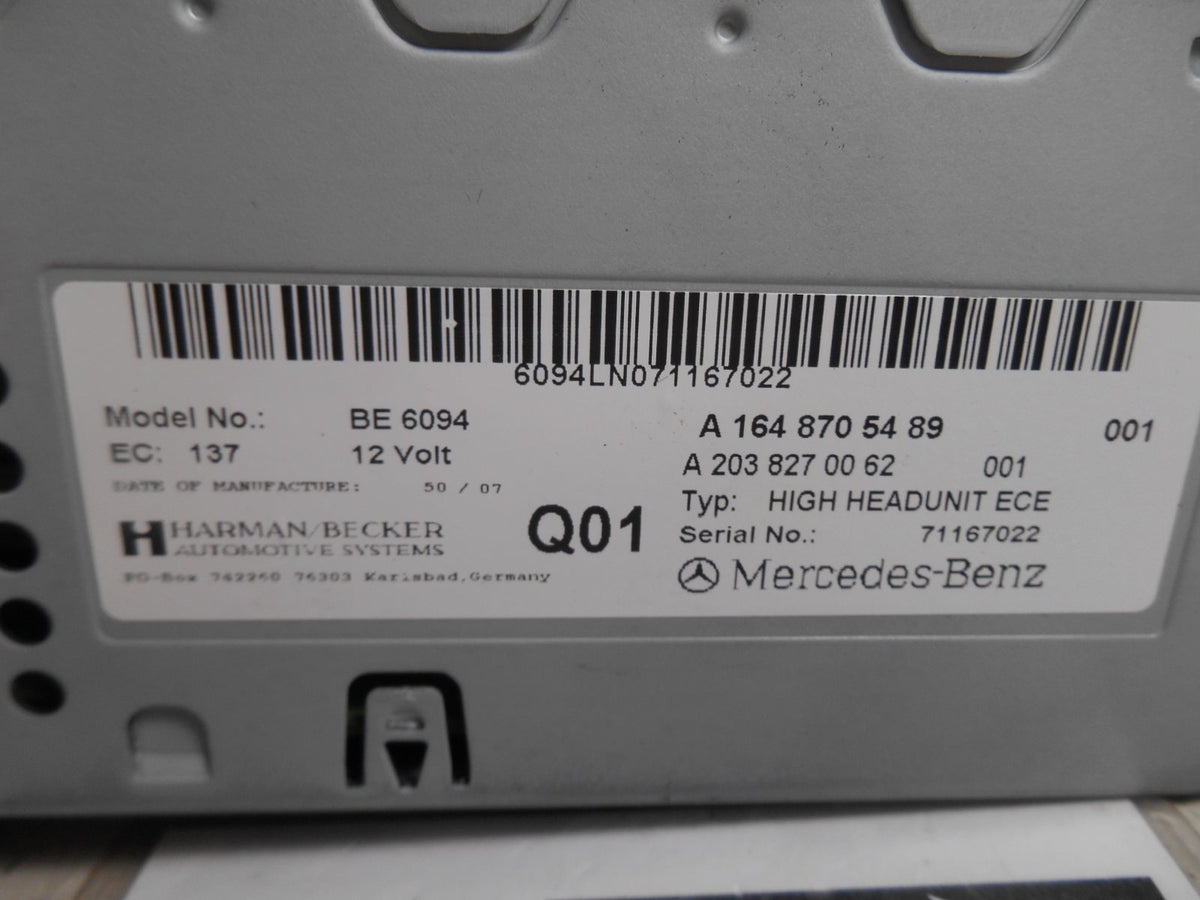 6094LN071167022
Model No.: BE 6094
EC: 137 12 Volt
DATE OF MANUFACTURE: 50 / 07
HARMAN/BECKER
AUTOMOTIVE SYSTEMS
PO-Box 742260 76303 Karlsbad,Germany
Q01
A 164 870 54 89 001
A 203 827 00 62 001
Typ: HIGH HEADUNIT ECE
Serial No.: 71167022
Mercedes-Benz